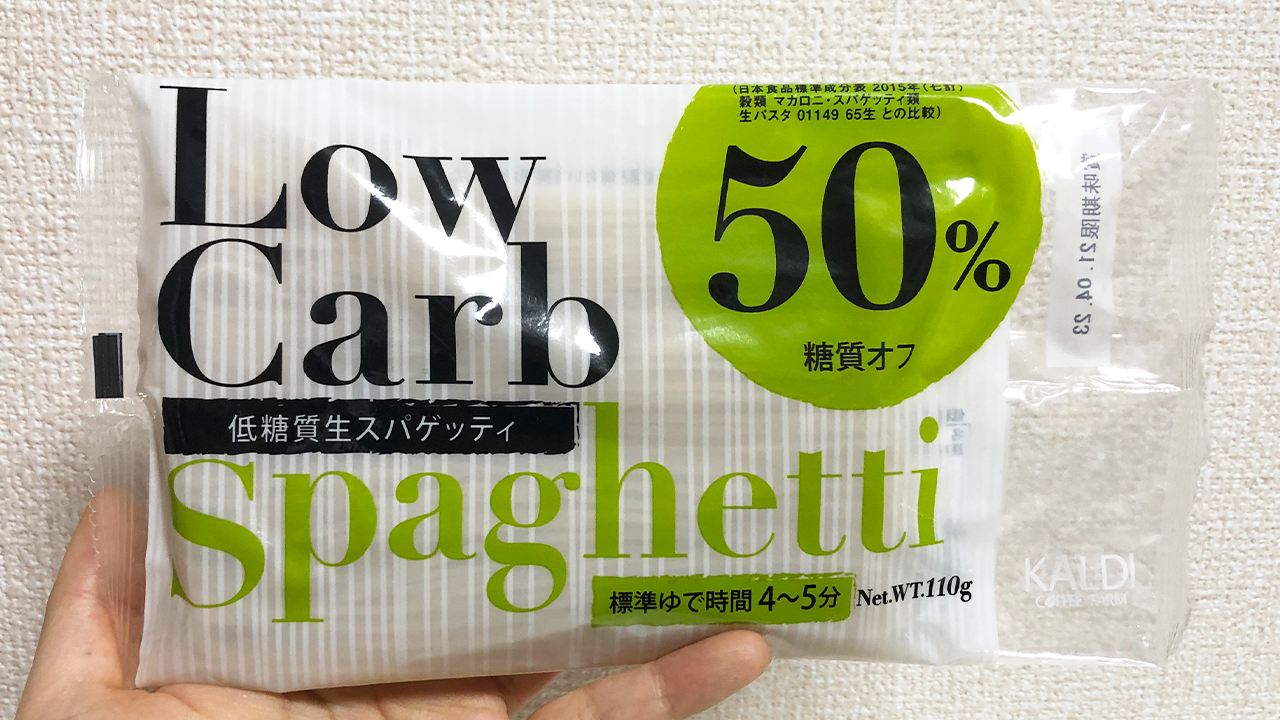 Low
Carb
低糖質生スパゲッティ
Spaghetti
(日本食品標準成分表 2015年(七訂)
穀類 マカロニ・スパゲッティ類
生パスタ 01149 65生 との比較)
50%
糖質オフ
標準ゆで時間 4〜5分
Net.WT.110g
賞味期限21.04.23
KALDI
COFFEE FARM